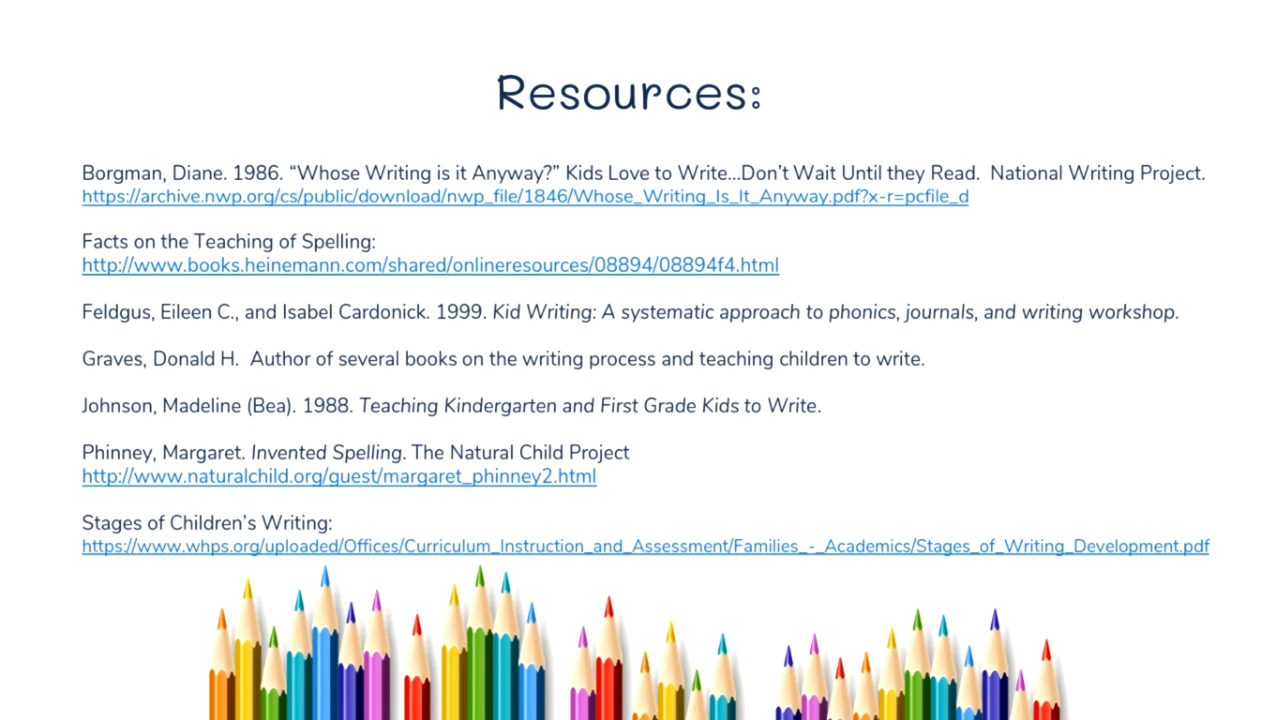 Resources:
Borgman, Diane. 1986. “Whose Writing is it Anyway?” Kids Love to Write...Don’t Wait Until they Read.  National Writing Project.
https://archive.nwp.org/cs/public/download/nwp_file/1846/Whose_Writing_Is_It_Anyway.pdf?x-r=pcfile_d
Facts on the Teaching of Spelling:
http://www.books.heinemann.com/shared/onlineresources/08894/08894f4.html
Feldgus, Eileen C., and Isabel Cardonick. 1999. Kid Writing: A systematic approach to phonics, journals, and writing workshop.
Graves, Donald H.  Author of several books on the writing process and teaching children to write.
Johnson, Madeline (Bea). 1988. Teaching Kindergarten and First Grade Kids to Write.
Phinney, Margaret. Invented Spelling. The Natural Child Project
http://www.naturalchild.org/guest/margaret_phinney2.html
Stages of Children’s Writing:
https://www.whps.org/uploaded/Offices/Curriculum_Instruction_and_Assessment/Families_-_Academics/Stages_of_Writing_Development.pdf